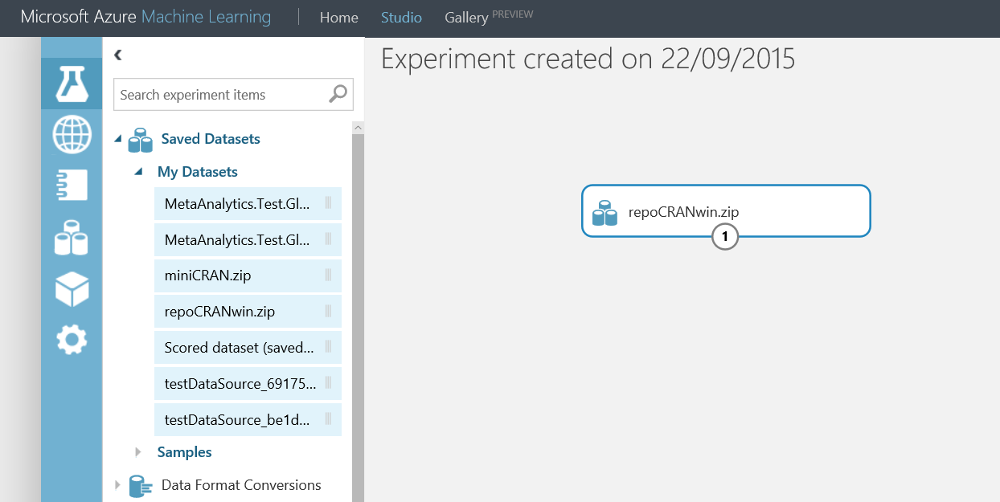 Microsoft Azure Machine Learning Home Studio Gallery PREVIEW
Experiment created on 22/09/2015
Search experiment items
Saved Datasets
My Datasets
MetaAnalytics.Test.Gl...
MetaAnalytics.Test.Gl...
miniCRAN.zip
repoCRANwin.zip
Scored dataset (saved...
testDataSource_69175...
testDataSource_be1d...
Samples
Data Format Conversions
repoCRANwin.zip
1